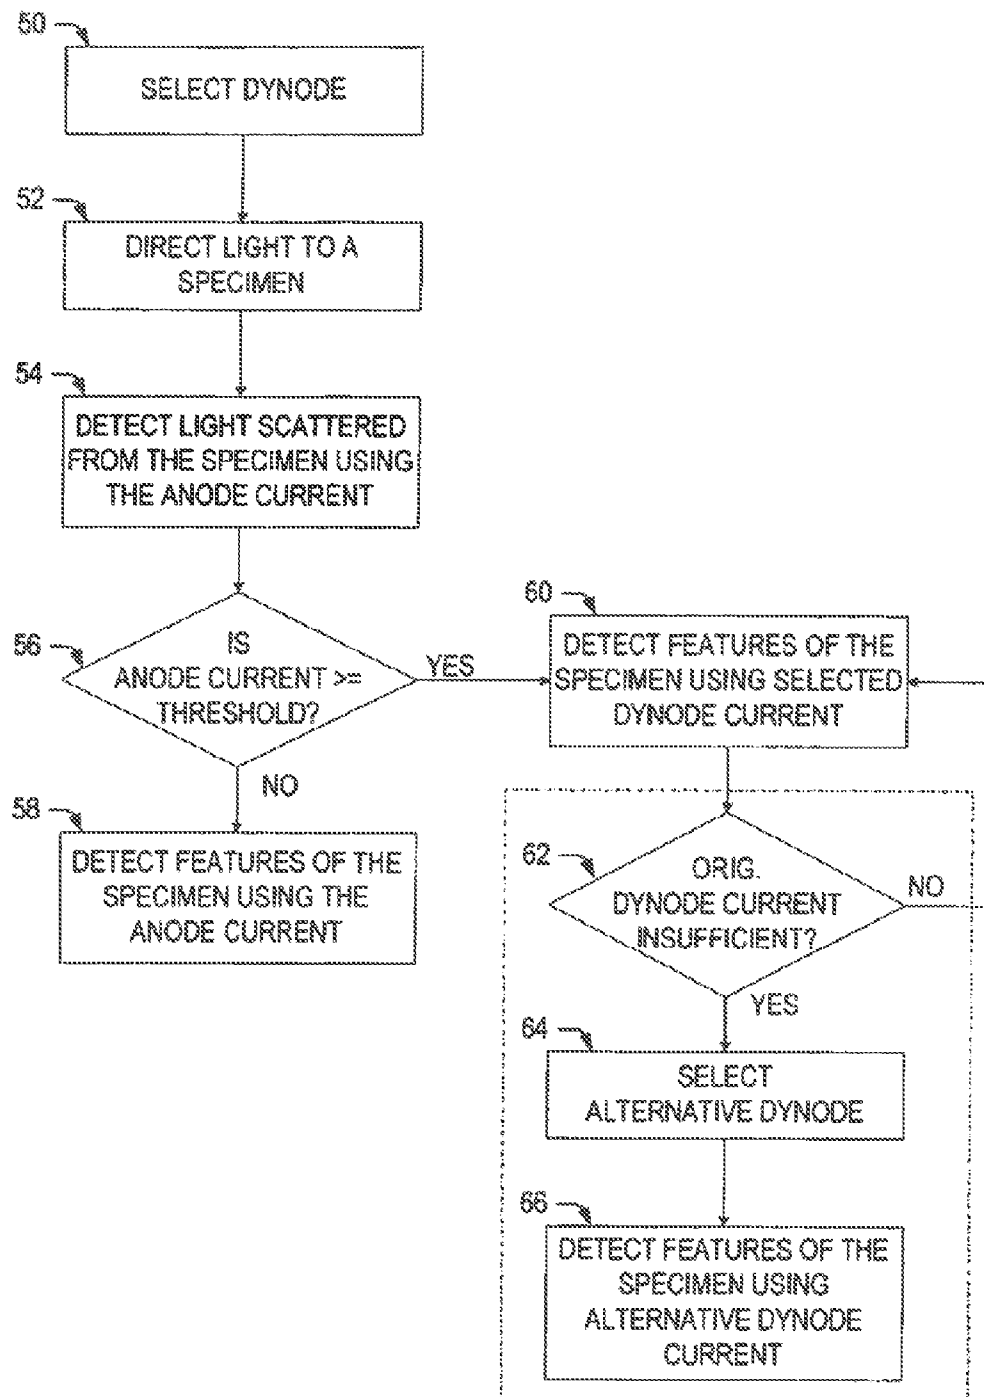 50
SELECT DYNODE
52
DIRECT LIGHT TO A
SPECIMEN
54
DETECT LIGHT SCATTERED
FROM THE SPECIMEN USING
THE ANODE CURRENT
56
IS
ANODE CURRENT >=
THRESHOLD?
YES
NO
58
DETECT FEATURES OF THE
SPECIMEN USING THE
ANODE CURRENT
60
DETECT FEATURES OF THE
SPECIMEN USING SELECTED
DYNODE CURRENT
62
ORIG.
DYNODE CURRENT
INSUFFICIENT?
NO
YES
64
SELECT
ALTERNATIVE DYNODE
66
DETECT FEATURES OF THE
SPECIMEN USING
ALTERNATIVE DYNODE
CURRENT